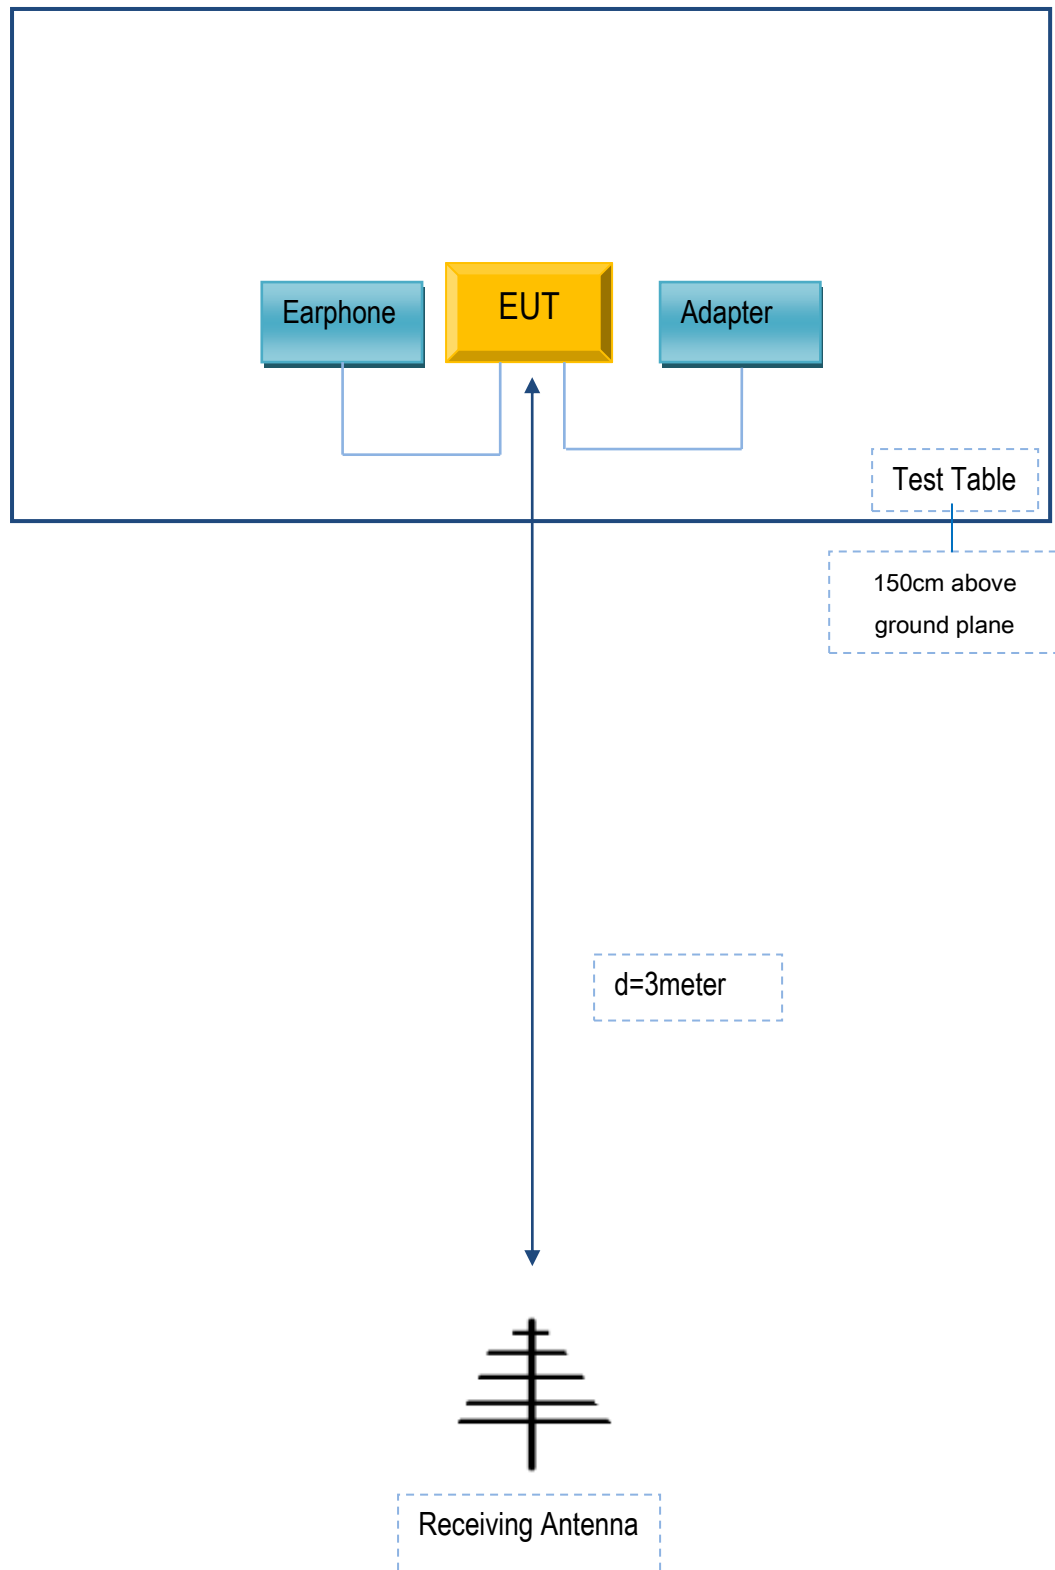 Earphone
EUT
Adapter
Test Table
150cm above
ground plane
d=3meter
Receiving Antenna